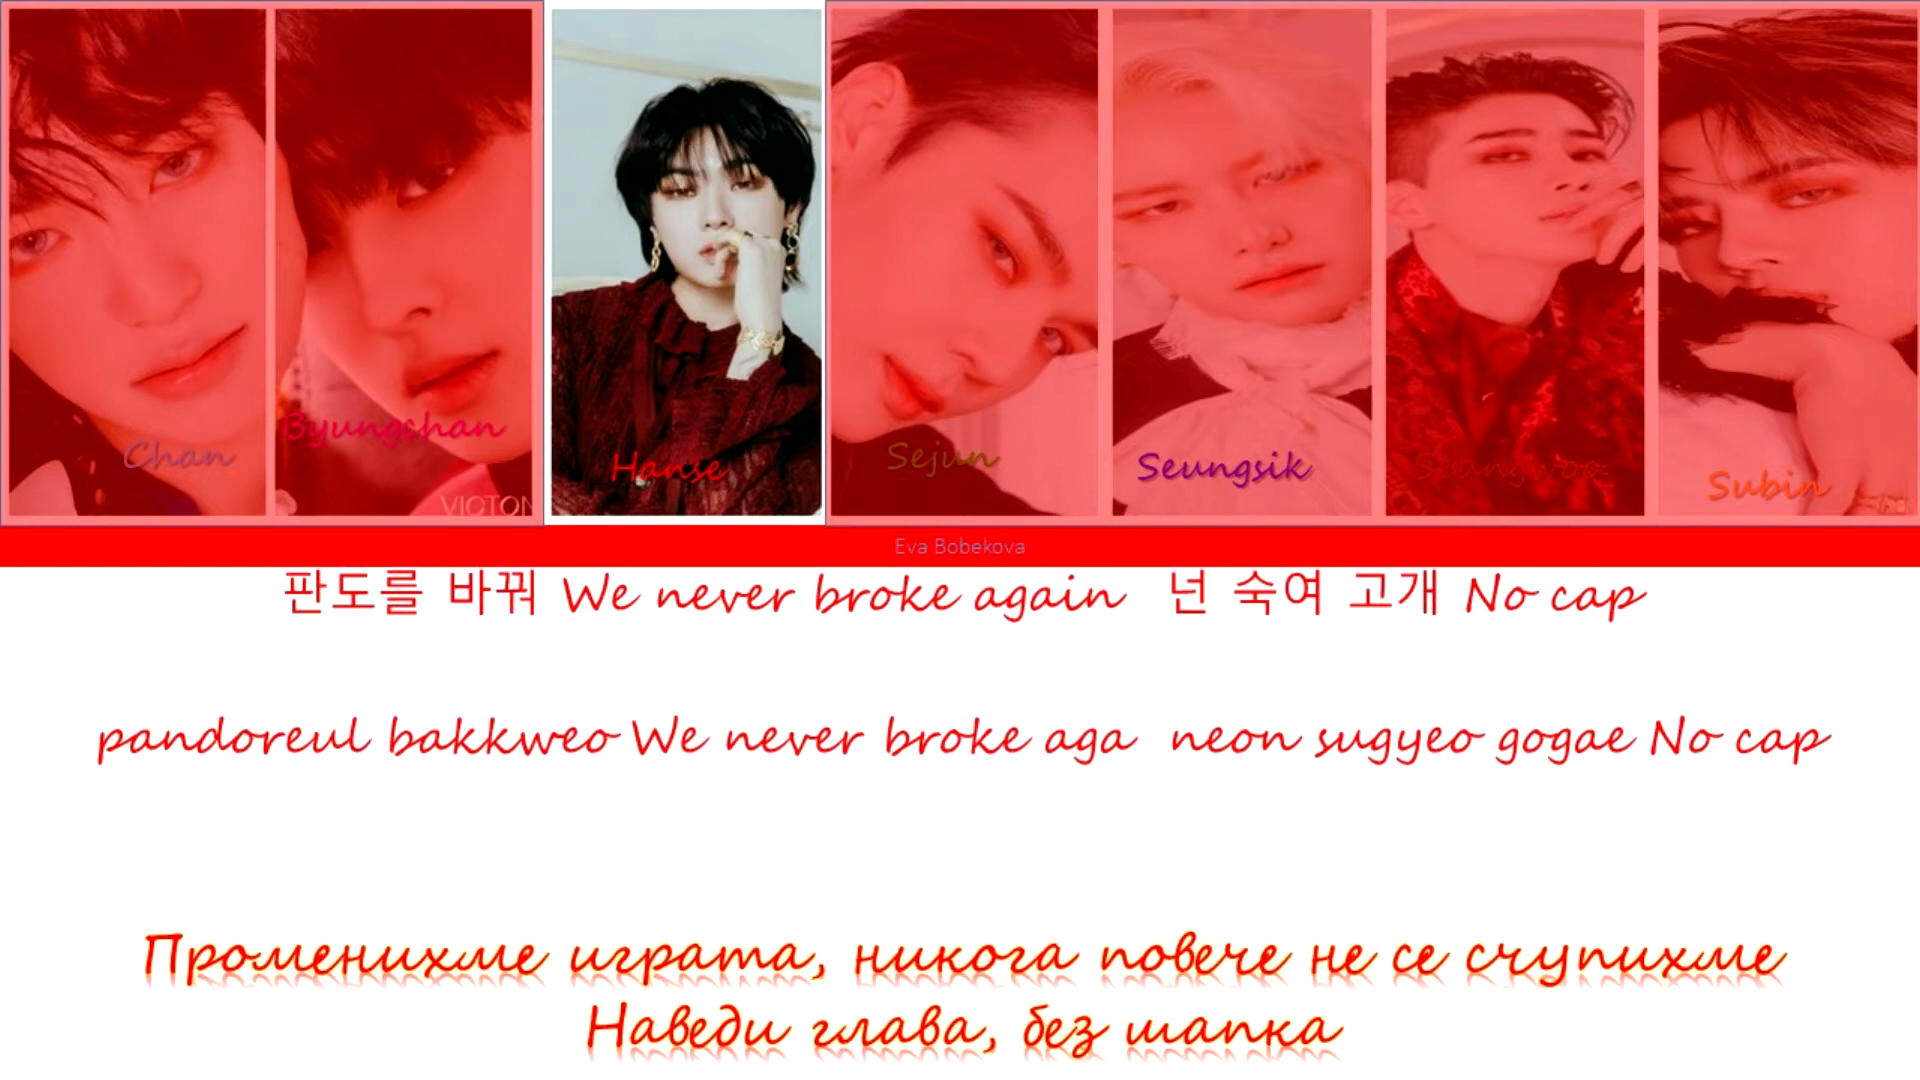 Chan
Byungchan
VICTON
Hanse
Sejun
Seungsik
Seungwoo
Subin
Eva Bobekova
판도를 바꿔 We never broke again 넌 숙여 고개 No cap
pandoreul bakkweo We never broke aga neon sugyeo gogae No cap
Променихме играта, никога повече не се счупихме
Наведи глава, без шапка